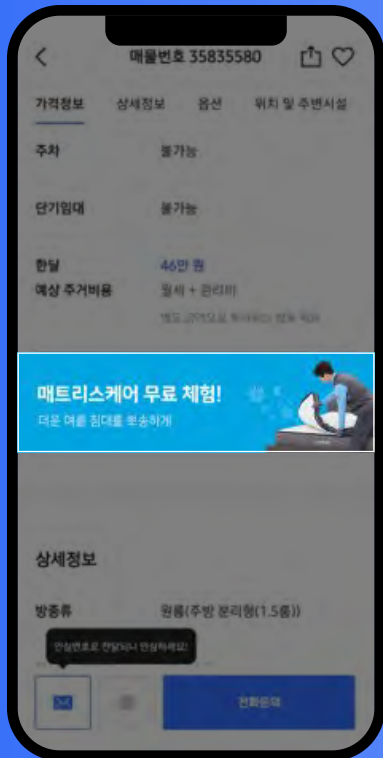 매물번호 35835580
가격정보 상세정보 옵션 위치 및 주변시설
주차 불가능
단기임대 불가능
한달 46만 원
예상 주거비용 월세 + 관리비
매트리스케어 무료 체험!
더운 여름 침대를 뽀송하게
상세정보
방종류 원룸(주방 분리형(1.5룸))
안심번호로 전달되니 안심하세요!
전화문의